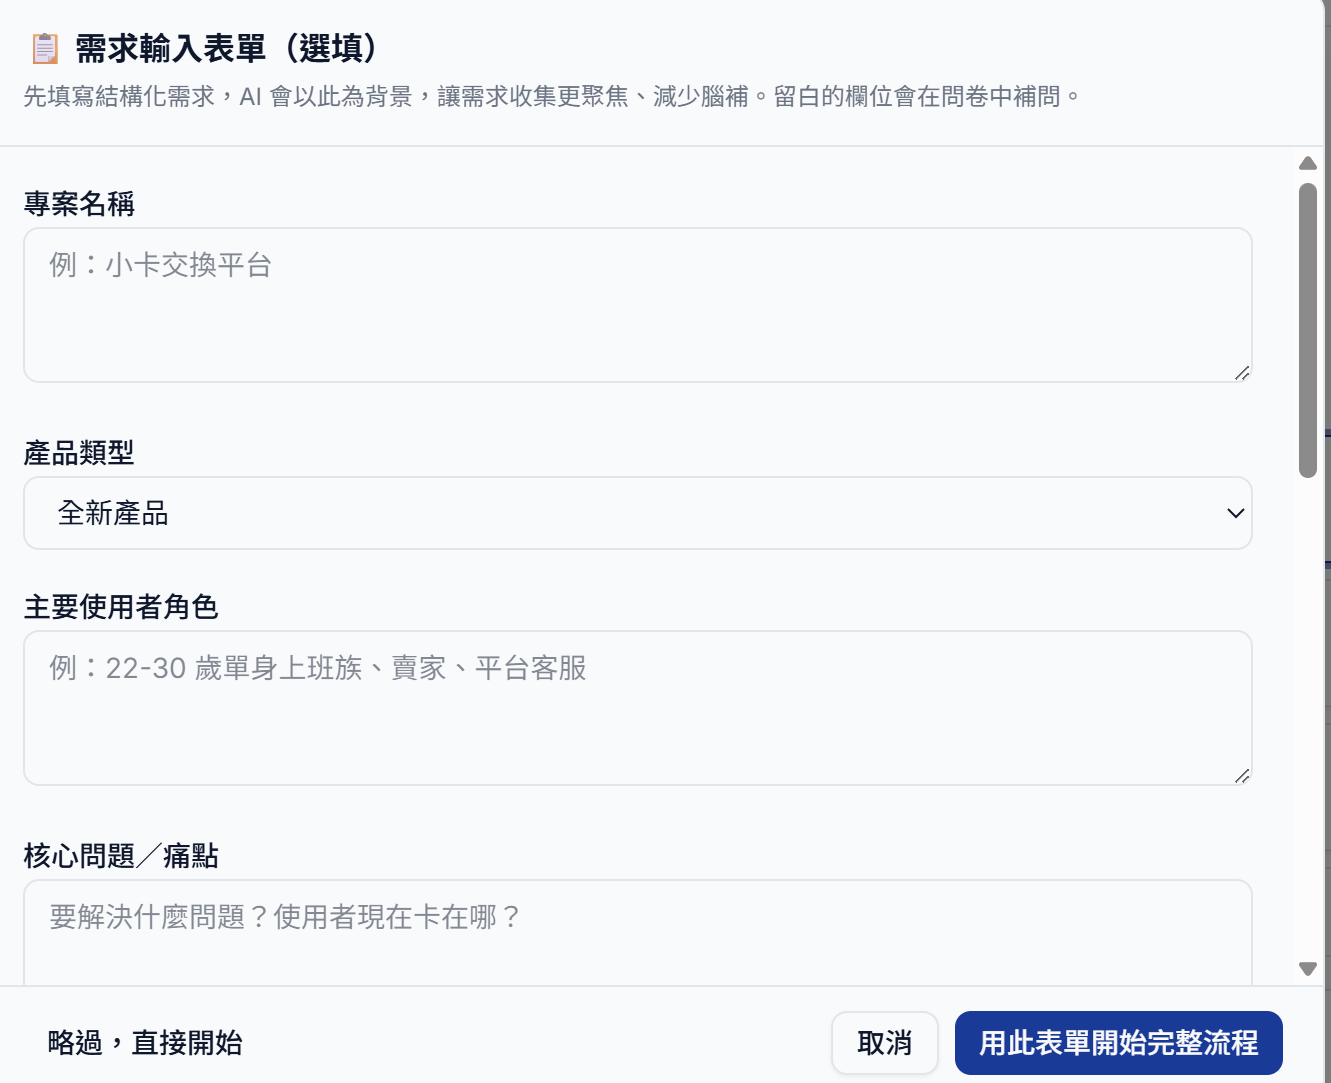 需求輸入表單（選填）
先填寫結構化需求，AI 會以此為背景，讓需求收集更聚焦、減少腦補。留白的欄位會在問卷中補問。
專案名稱
例：小卡交換平台
產品類型
全新產品
主要使用者角色
例：22-30 歲單身上班族、賣家、平台客服
核心問題／痛點
要解決什麼問題？使用者現在卡在哪？
略過，直接開始
取消
用此表單開始完整流程